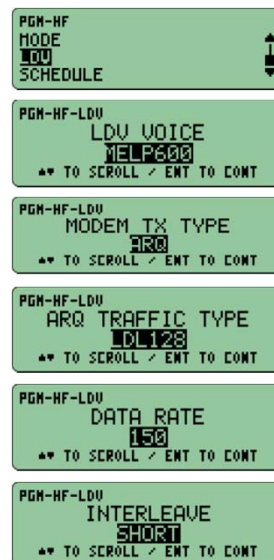 PGM-HF
MODE
LDV
SCHEDULE
PGM-HF-LDV
LDV VOICE
MELP600
TO SCROLL / ENT TO CONT
PGM-HF-LDV
MODEM TX TYPE
ARQ
TO SCROLL / ENT TO CONT
PGM-HF-LDV
ARQ TRAFFIC TYPE
LDL128
TO SCROLL / ENT TO CONT
PGM-HF-LDV
DATA RATE
150
TO SCROLL / ENT TO CONT
PGM-HF-LDV
INTERLEAVE
SHORT
TO SCROLL / ENT TO CONT